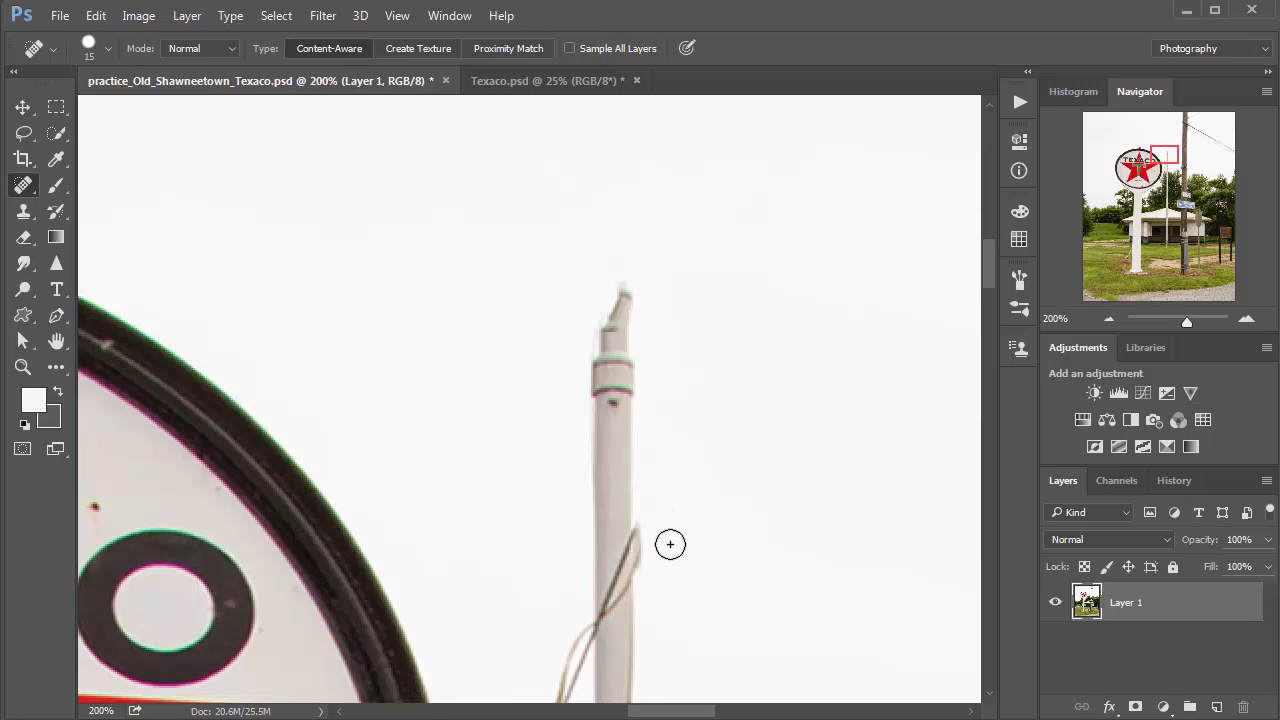 Ps File Edit Image Layer Type Select Filter 3D View Window Help
15 Mode: Normal Type: Content-Aware Create Texture Proximity Match Sample All Layers Photography
practice_Old_Shawneetown_Texaco.psd @ 200% (Layer 1, RGB/8) * Texaco.psd @ 25% (RGB/8*) *
Histogram Navigator
TEXACO
200%
Adjustments Libraries
Add an adjustment
Layers Channels History
Kind
Normal Opacity: 100%
Lock: Fill: 100%
Layer 1
200% Doc: 20.6M/25.5M